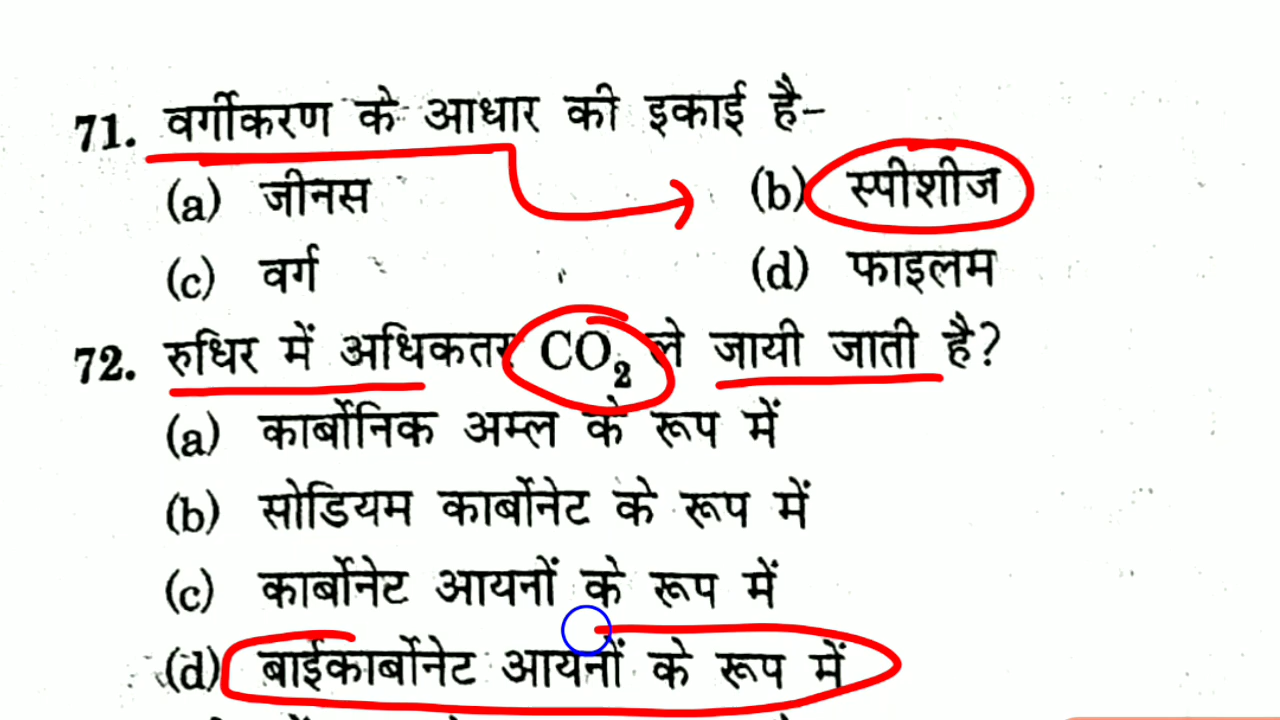 71. वर्गीकरण के आधार की इकाई है-
(a) जीनस (b) स्पीशीज
(c) वर्ग (d) फाइलम
72. रुधिर में अधिकतर CO₂ ले जायी जाती है?
(a) कार्बोनिक अम्ल के रूप में
(b) सोडियम कार्बोनेट के रूप में
(c) कार्बोनेट आयनों के रूप में
(d) बाईकार्बोनेट आयनों के रूप में